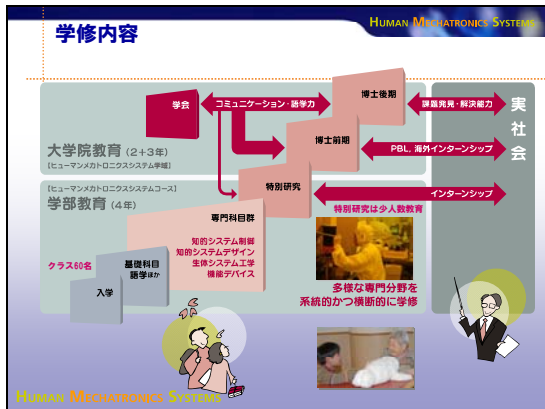 HUMAN MECHATRONICS SYSTEMS
学修内容
博士後期
学会
コミュニケーション・語学力
課題発見・解決能力
実社会
博士前期
大学院教育（2+3年）
PBL, 海外インターンシップ
【ヒューマンメカトロニクスシステム学域】
特別研究
【ヒューマンメカトロニクスシステムコース】
インターンシップ
学部教育（4年）
専門科目群
特別研究は少人数教育
知的システム制御
知的システムデザイン
生体システム工学
機能デバイス
クラス60名
基礎科目
語学ほか
入学
多様な専門分野を
系統的かつ横断的に学修
HUMAN MECHATRONICS SYSTEMS